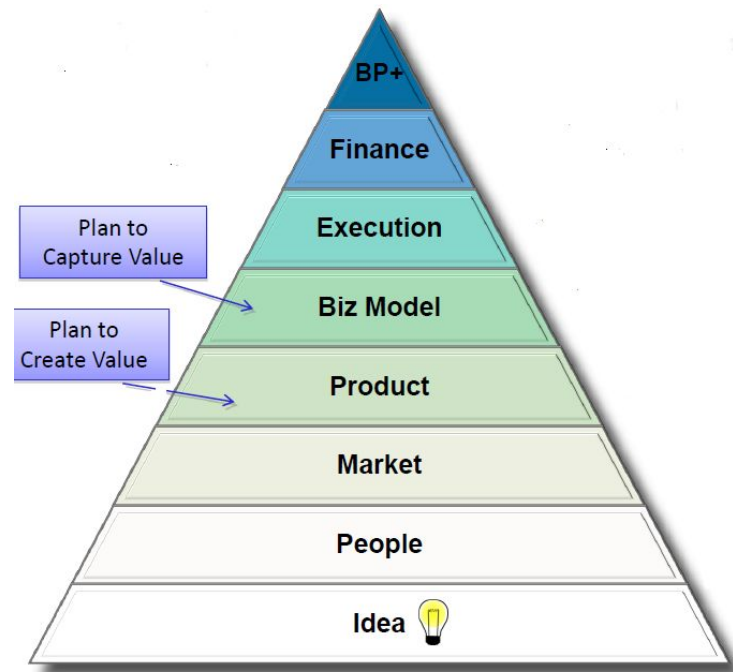 BP+
Finance
Execution
Plan to
Capture Value
Biz Model
Plan to
Create Value
Product
Market
People
Idea